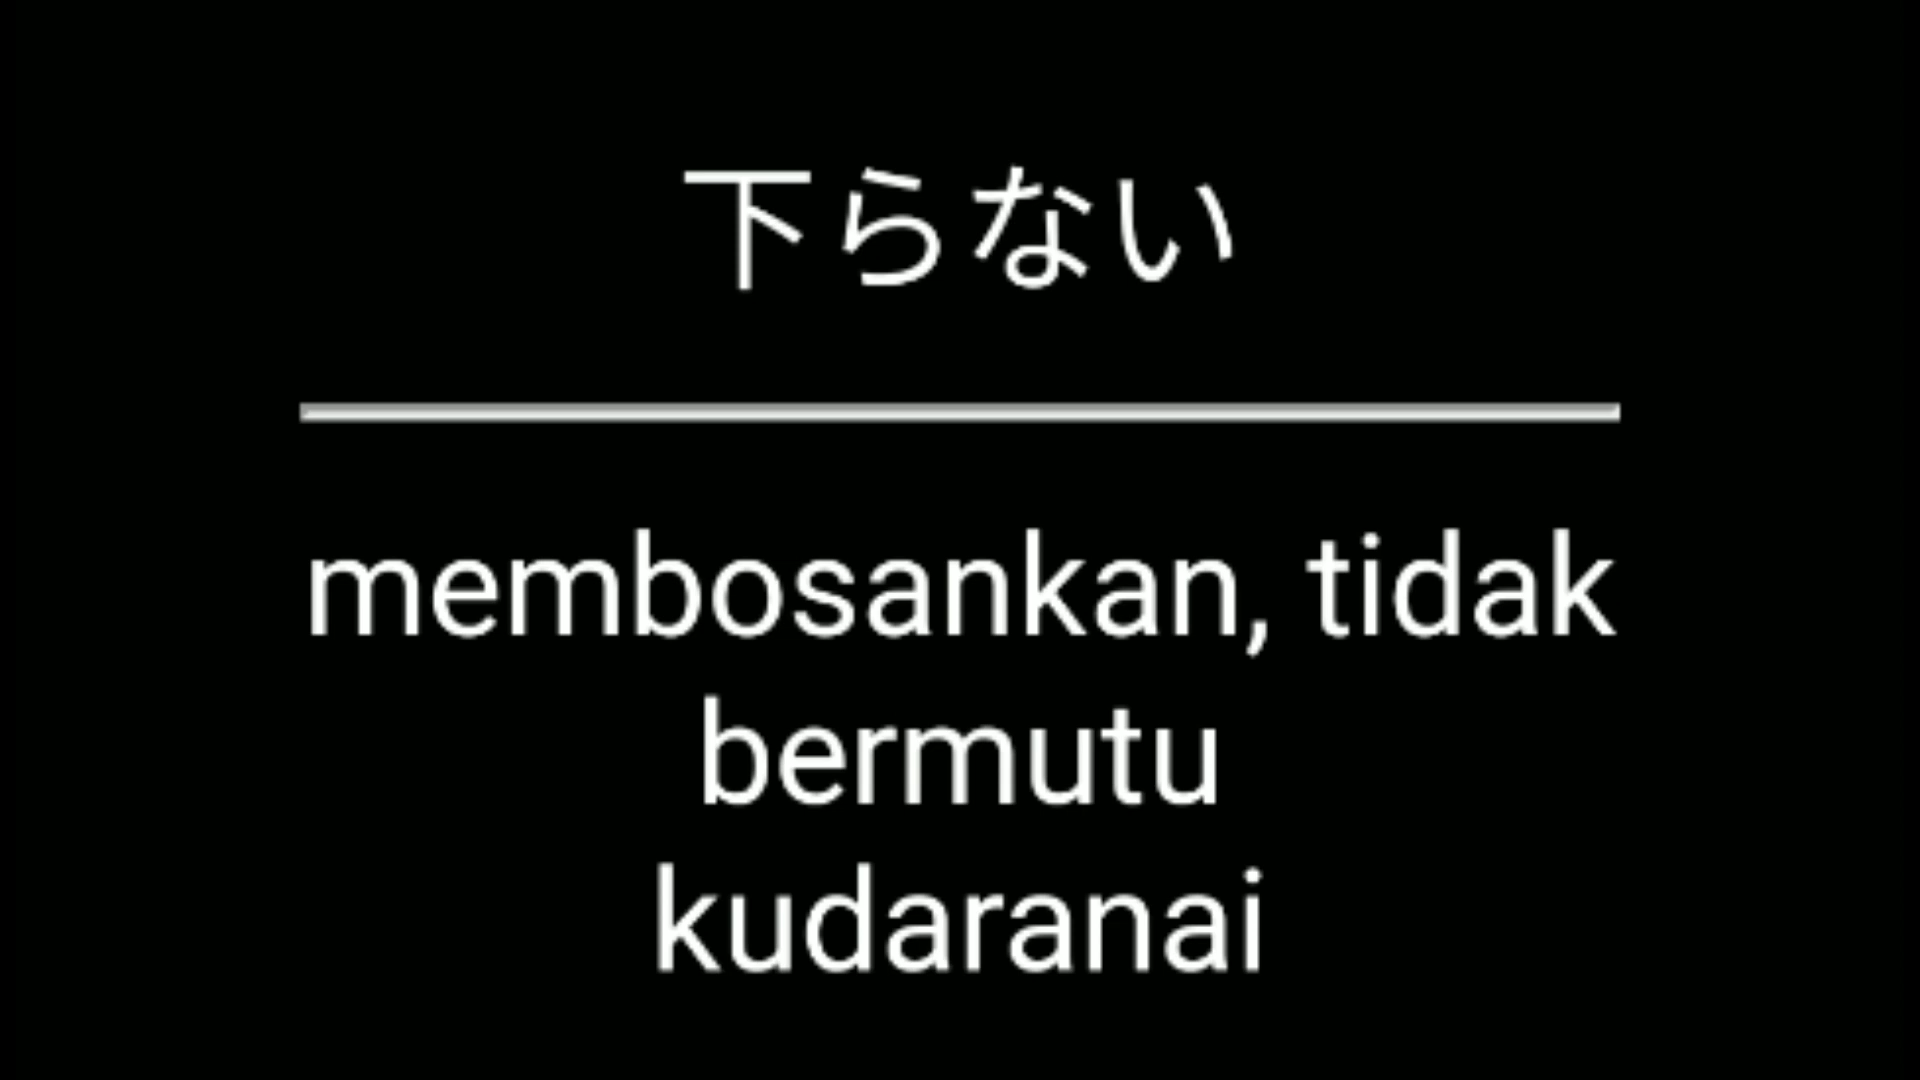 下らない
membosankan, tidak
bermutu
kudaranai